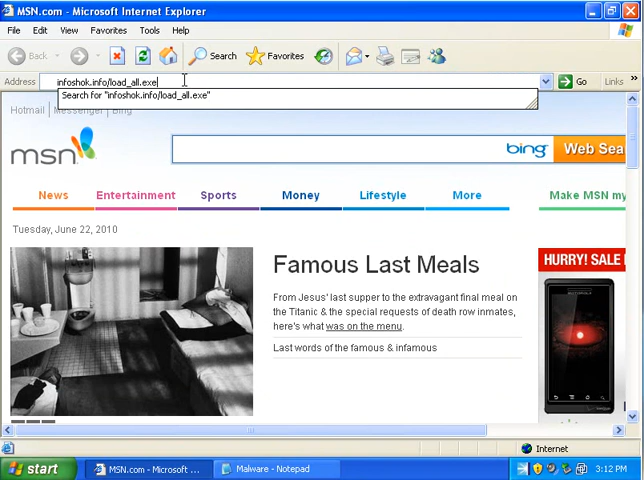 MSN.com - Microsoft Internet Explorer
File Edit View Favorites Tools Help
Back Search Favorites
Address infoshok.info/load_all.exe Go Links »
Search for "infoshok.info/load_all.exe"
Hotmail Messenger Bing
msn bing Web Sea
News Entertainment Sports Money Lifestyle More Make MSN my
Tuesday, June 22, 2010
HURRY! SALE
Famous Last Meals
From Jesus' last supper to the extravagant final meal on
the Titanic & the special requests of death row inmates,
here's what was on the menu.
Last words of the famous & infamous
Internet
start MSN.com - Microsoft ... Malware - Notepad 3:12 PM